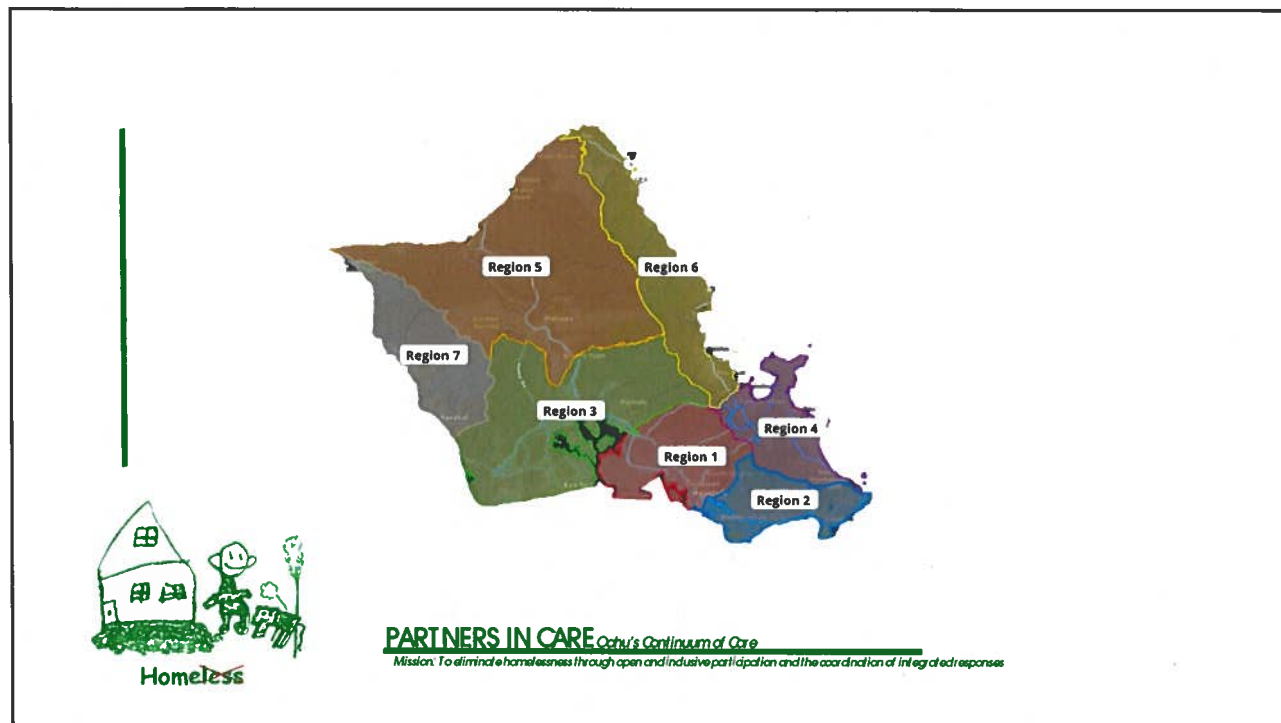 Region 5
Region 6
Region 7
Region 3
Region 4
Region 1
Region 2
PARTNERS IN CARE Oahu's Continuum of Care
Mission: To eliminate homelessness through open and inclusive participation and the coordination of integrated responses
Homeless